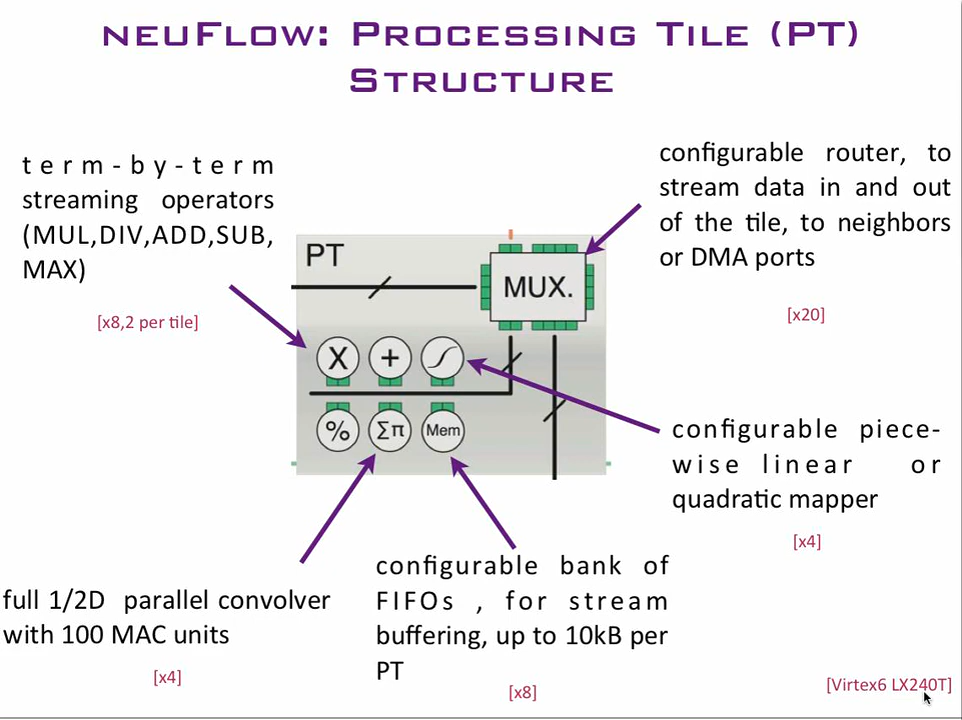 neuFlow: Processing Tile (PT)
Structure
term-by-term
streaming operators
(MUL,DIV,ADD,SUB,
MAX)
[x8,2 per tile]
configurable router, to
stream data in and out
of the tile, to neighbors
or DMA ports
[x20]
PT
MUX.
X + 
% Σπ Mem
configurable piece-
wise linear or
quadratic mapper
[x4]
full 1/2D parallel convolver
with 100 MAC units
[x4]
configurable bank of
FIFOs , for stream
buffering, up to 10kB per
PT
[x8]
[Virtex6 LX240T]